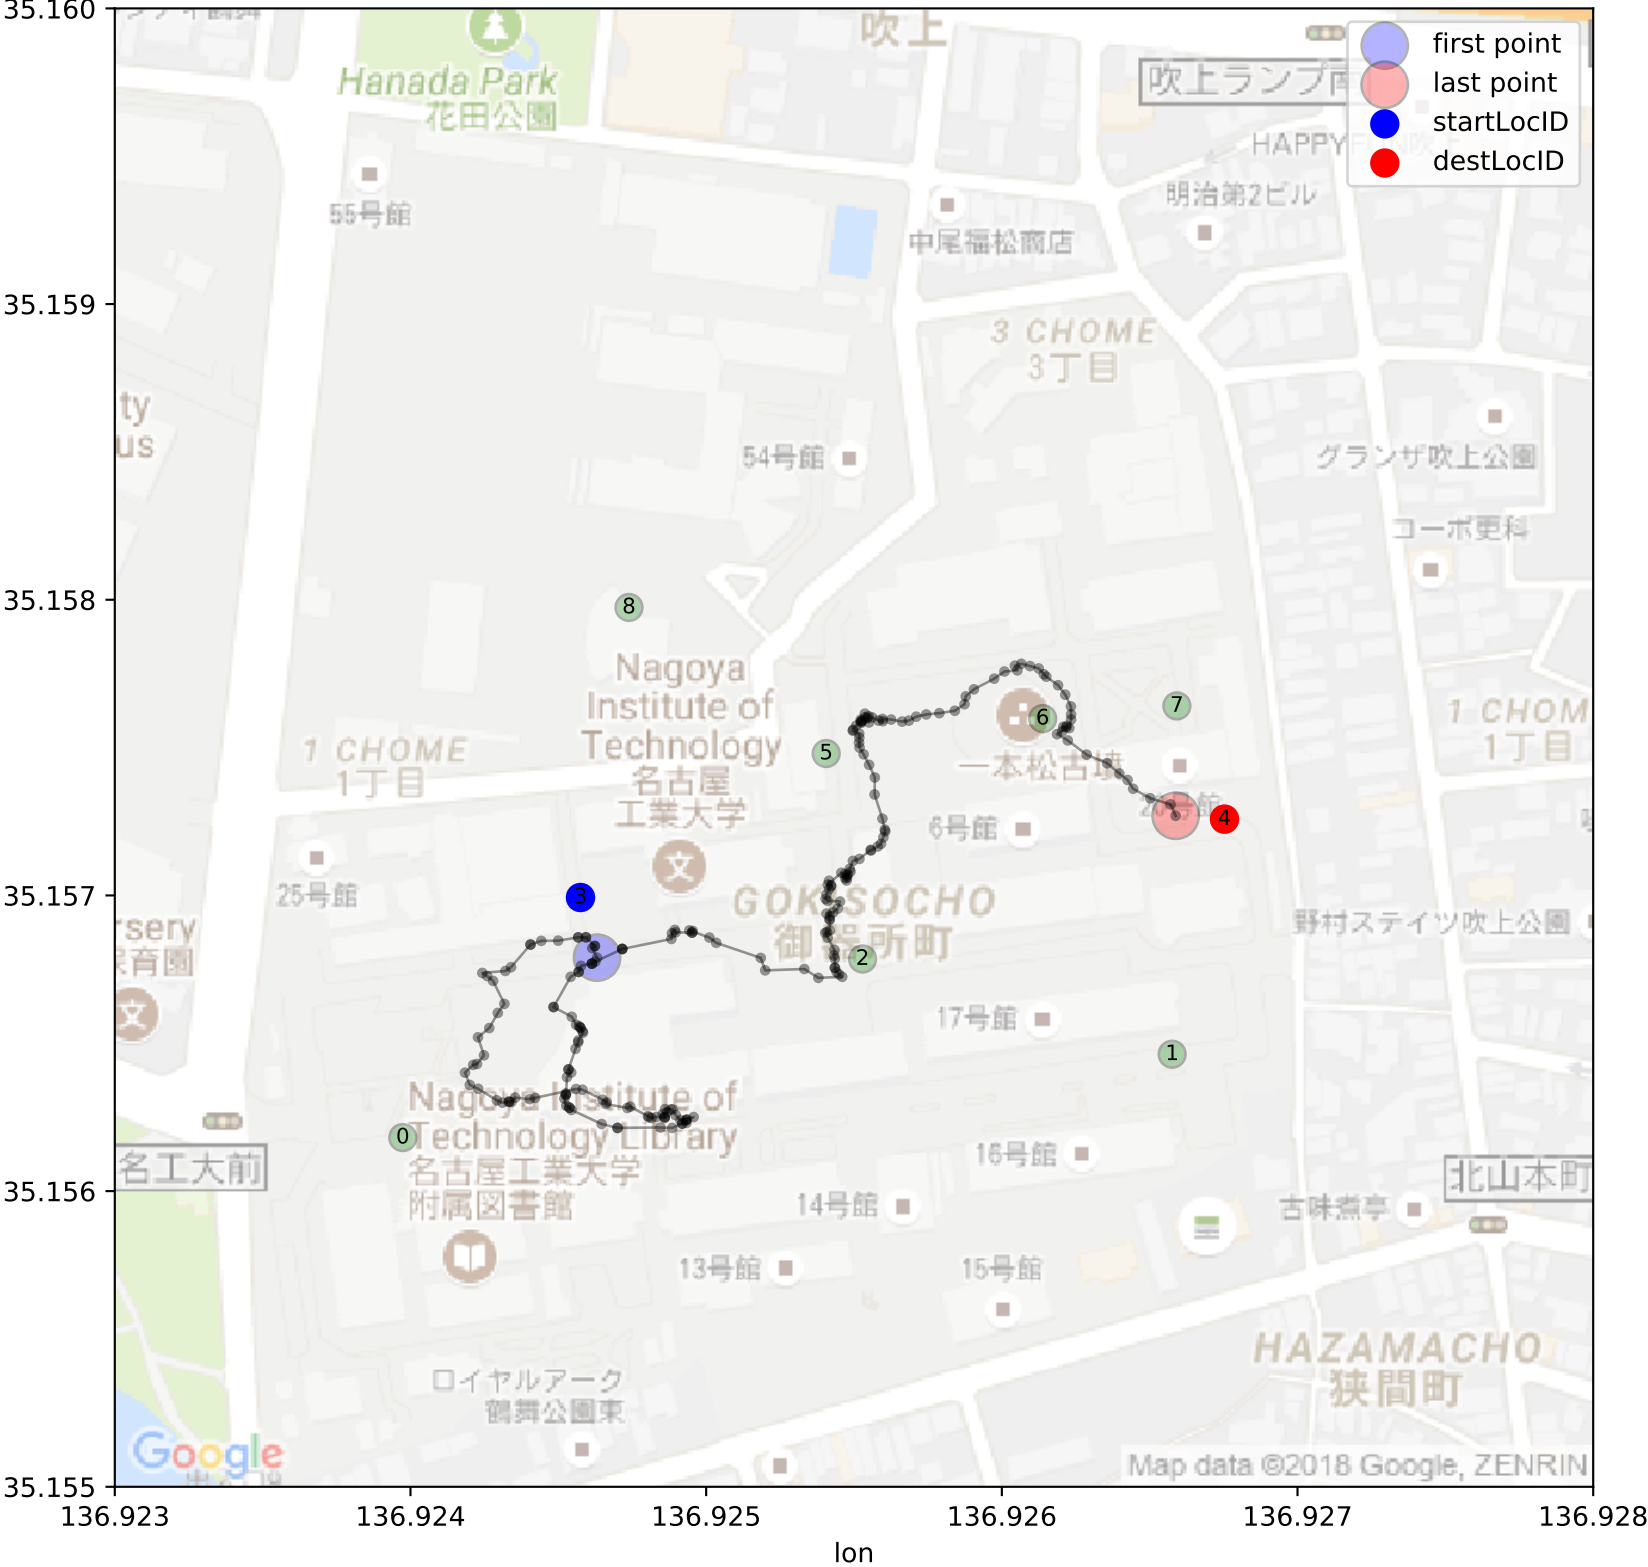 35.160
35.159
35.158
35.157
35.156
35.155
136.923
136.924
136.925
136.926
136.927
136.928
lon
first point
last point
startLocID
destLocID
吹上
Hanada Park
花田公園
吹上ランプ南
明治第2ビル
55号館
中尾福松商店
3 CHOME
3丁目
ty
us
54号館
グランザ吹上公園
コーポ更科
8
Nagoya
Institute of
Technology
名古屋
工業大学
1 CHOME
1丁目
7
6
5
一本松古墳
1 CHOM
1丁目
6号館
4
25号館
3
GOKISOCHO
御器所町
野村ステイツ吹上公園
rsery
保育園
2
17号館
1
Nagoya Institute of
Technology Library
名古屋工業大学
附属図書館
0
名工大前
16号館
14号館
13号館
15号館
古味煮亭
北山本町
HAZAMACHO
狭間町
ロイヤルアーク
鶴舞公園東
Google
Map data ©2018 Google, ZENRIN